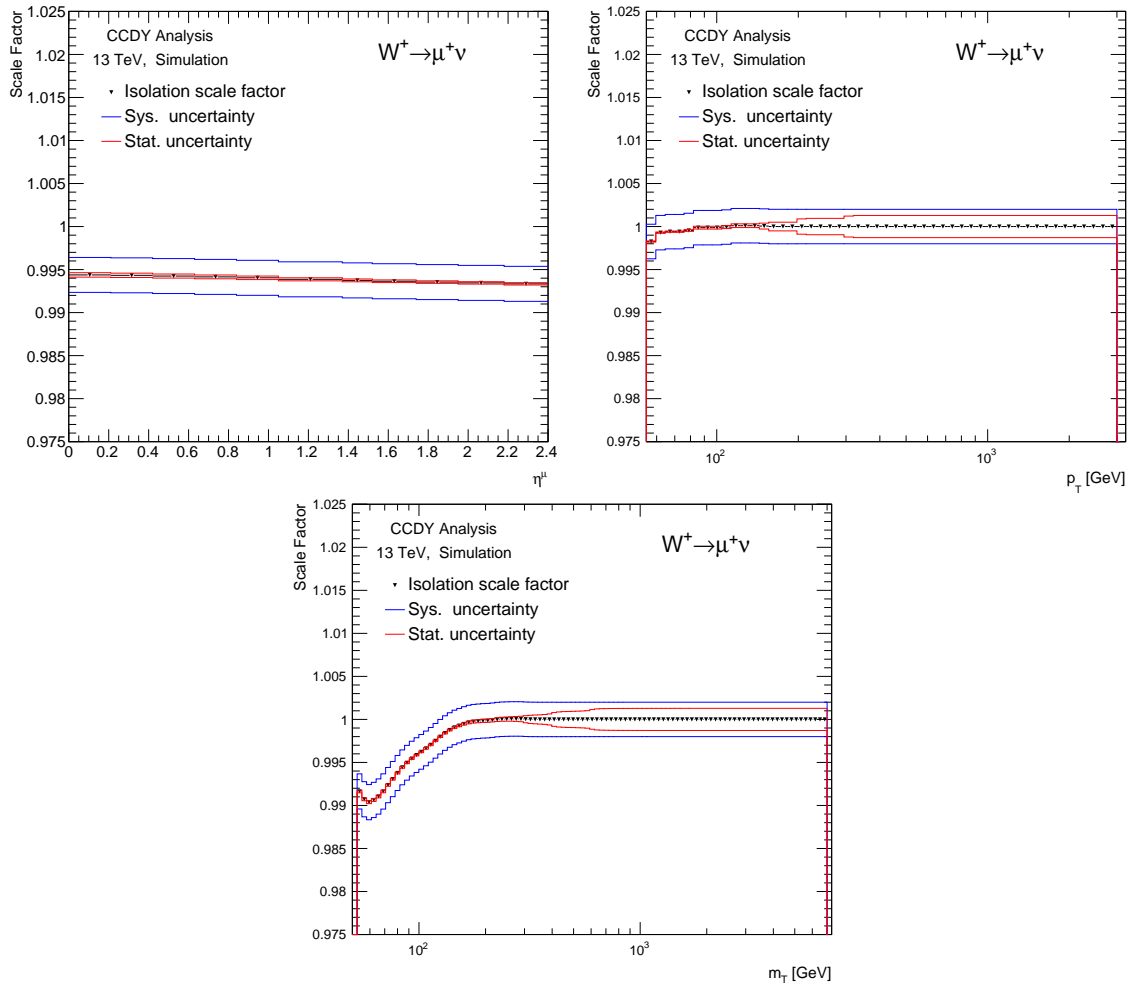 Scale Factor
1.025
1.02
1.015
1.01
1.005
1
0.995
0.99
0.985
0.98
0.975
CCDY Analysis
13 TeV, Simulation
W⁺→μ⁺ν
Isolation scale factor
Sys. uncertainty
Stat. uncertainty
0 0.2 0.4 0.6 0.8 1 1.2 1.4 1.6 1.8 2 2.2 2.4
η^μ
Scale Factor
1.025
1.02
1.015
1.01
1.005
1
0.995
0.99
0.985
0.98
0.975
CCDY Analysis
13 TeV, Simulation
W⁺→μ⁺ν
Isolation scale factor
Sys. uncertainty
Stat. uncertainty
10² 10³
p_T [GeV]
Scale Factor
1.025
1.02
1.015
1.01
1.005
1
0.995
0.99
0.985
0.98
0.975
CCDY Analysis
13 TeV, Simulation
W⁺→μ⁺ν
Isolation scale factor
Sys. uncertainty
Stat. uncertainty
10² 10³
m_T [GeV]